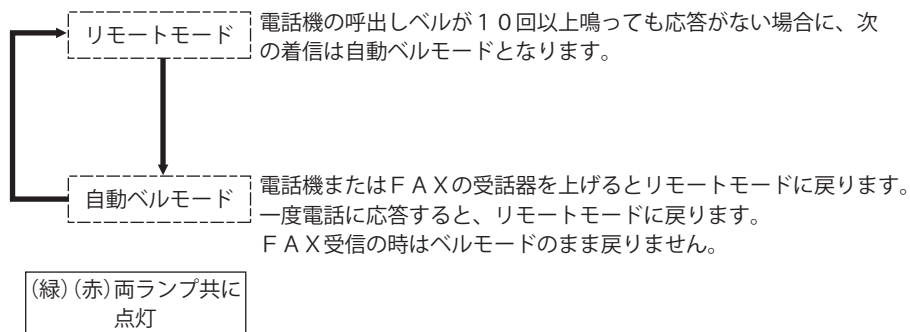 リモートモード
電話機の呼出しベルが１０回以上鳴っても応答がない場合に、次
の着信は自動ベルモードとなります。
自動ベルモード
電話機またはＦＡＸの受話器を上げるとリモートモードに戻ります。
一度電話に応答すると、リモートモードに戻ります。
ＦＡＸ受信の時はベルモードのまま戻りません。
(緑)(赤)両ランプ共に
点灯